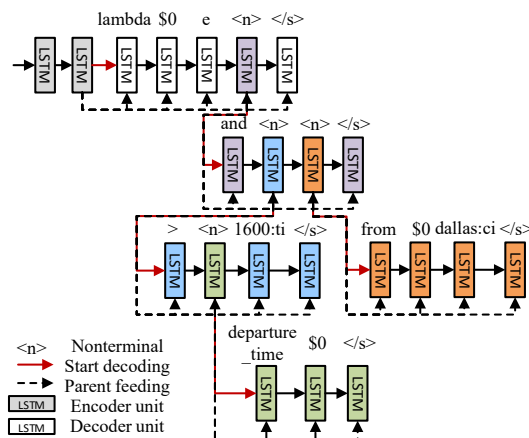 lambda $0 e <n> </s>
LSTM LSTM LSTM LSTM LSTM LSTM LSTM
and <n> <n> </s>
LSTM LSTM LSTM LSTM
> <n> 1600:ti </s>
from $0 dallas:ci </s>
LSTM LSTM LSTM LSTM
LSTM LSTM LSTM LSTM
departure
_time $0 </s>
LSTM LSTM LSTM
<n> Nonterminal
Start decoding
Parent feeding
LSTM Encoder unit
LSTM Decoder unit